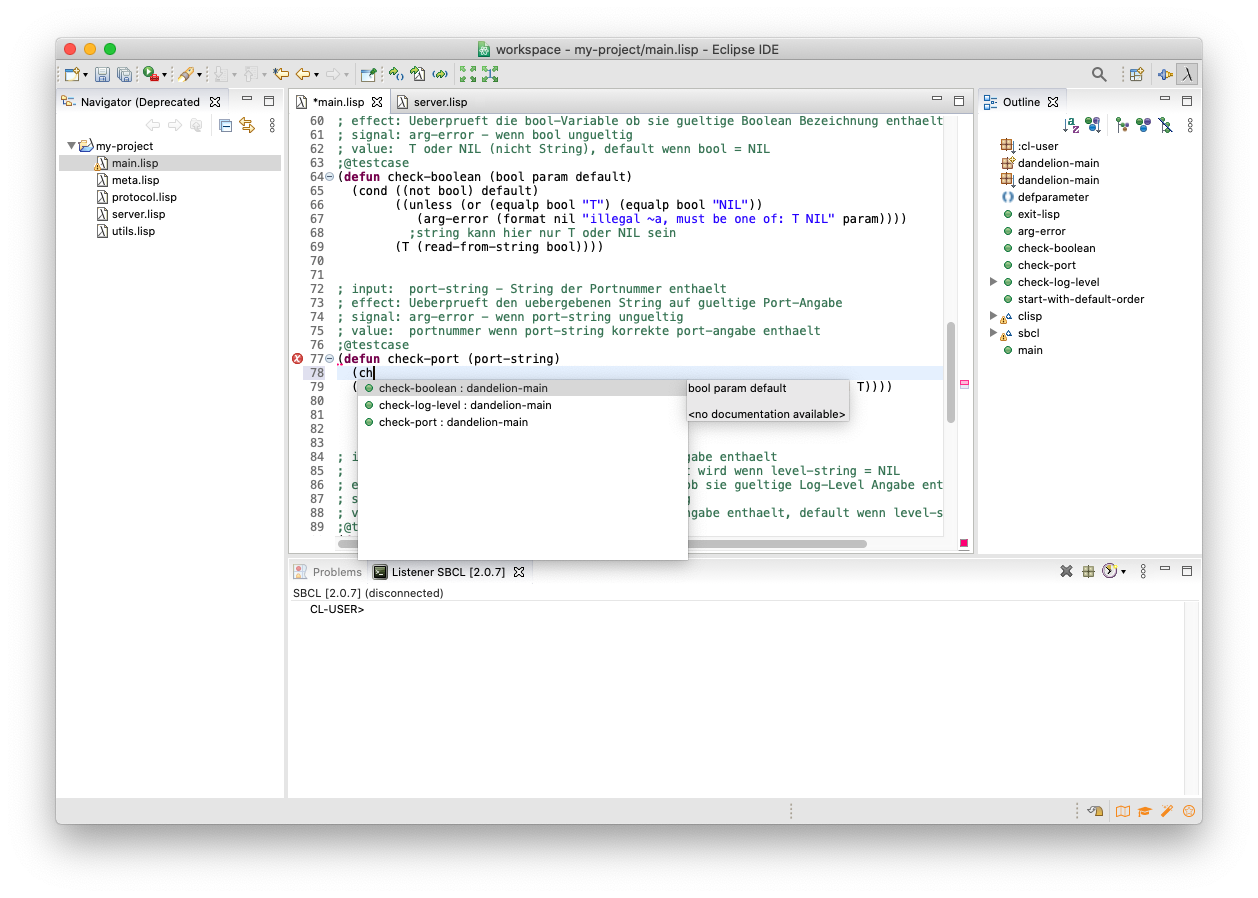 workspace - my-project/main.lisp - Eclipse IDE
Navigator (Deprecated
my-project
main.lisp
meta.lisp
protocol.lisp
server.lisp
utils.lisp
*main.lisp
server.lisp
60 ; effect: Ueberprueft die bool-Variable ob sie gueltige Boolean Bezeichnung enthaelt
61 ; signal: arg-error - wenn bool ungueltig
62 ; value:  T oder NIL (nicht String), default wenn bool = NIL
63 ;@testcase
64 (defun check-boolean (bool param default)
65   (cond ((not bool) default)
66         ((unless (or (equalp bool "T") (equalp bool "NIL"))
67            (arg-error (format nil "illegal ~a, must be one of: T NIL" param))))
68           ;string kann hier nur T oder NIL sein
69         (T (read-from-string bool))))
70
71
72 ; input:  port-string - String der Portnummer enthaelt
73 ; effect: Ueberprueft den uebergebenen String auf gueltige Port-Angabe
74 ; signal: arg-error - wenn port-string ungueltig
75 ; value:  portnummer wenn port-string korrekte port-angabe enthaelt
76 ;@testcase
77 (defun check-port (port-string)
78   (ch
79   ( T))))
80
81
82
83
84 ; i gabe enthaelt
85 ; t wird wenn level-string = NIL
86 ; e ob sie gueltige Log-Level Angabe ent
87 ; s g
88 ; v ngabe enthaelt, default wenn level-s
89 ;@t
check-boolean : dandelion-main
check-log-level : dandelion-main
check-port : dandelion-main
bool param default
<no documentation available>
Outline
:cl-user
dandelion-main
dandelion-main
defparameter
exit-lisp
arg-error
check-boolean
check-port
check-log-level
start-with-default-order
clisp
sbcl
main
Problems
Listener SBCL [2.0.7]
SBCL [2.0.7] (disconnected)
CL-USER>